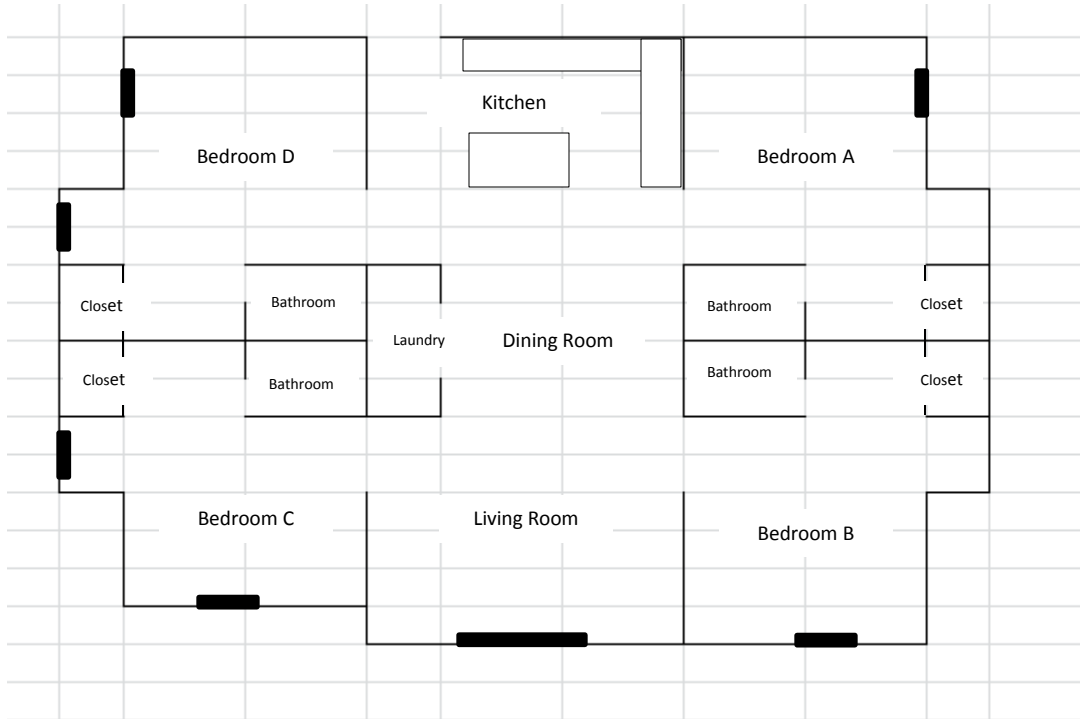 Kitchen
Bedroom D
Bedroom A
Closet
Bathroom
Bathroom
Closet
Laundry
Dining Room
Closet
Bathroom
Bathroom
Closet
Bedroom C
Living Room
Bedroom B